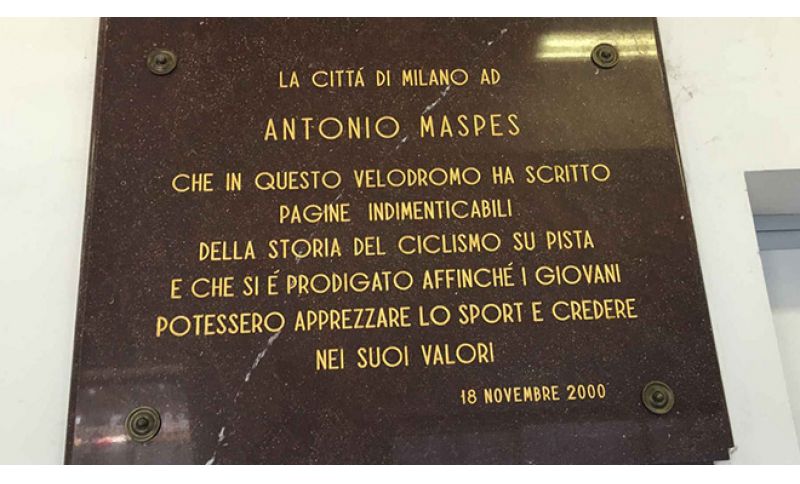 LA CITTÁ DI MILANO AD
ANTONIO MASPES
CHE IN QUESTO VELODROMO HA SCRITTO
PAGINE INDIMENTICABILI
DELLA STORIA DEL CICLISMO SU PISTA
E CHE SI É PRODIGATO AFFINCHÉ I GIOVANI
POTESSERO APPREZZARE LO SPORT E CREDERE
NEI SUOI VALORI
18 NOVEMBRE 2000